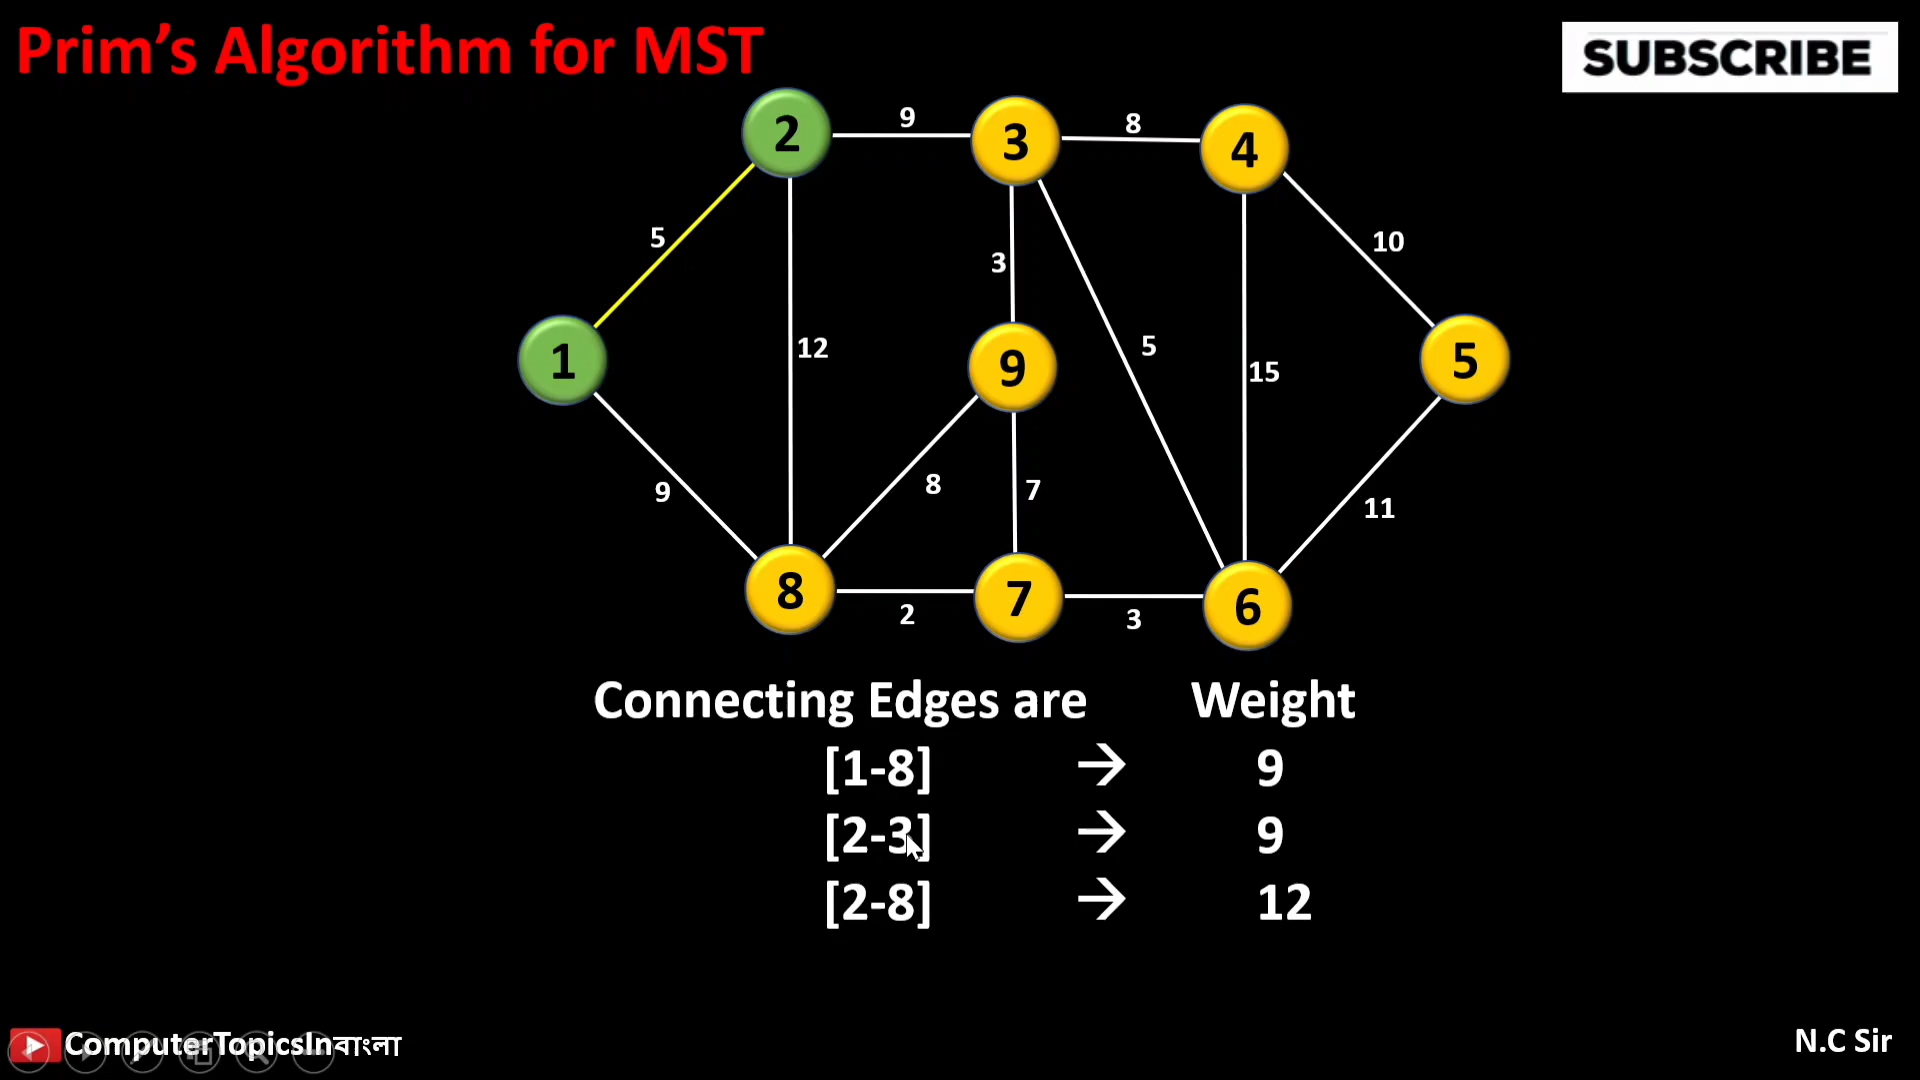 Prim's Algorithm for MST
SUBSCRIBE
2 9 3 8 4
5 12 3 5 15 10
1 9 5
9 8 7 11
8 2 7 3 6
Connecting Edges are Weight
[1-8] → 9
[2-3] → 9
[2-8] → 12
ComputerTopicsInবাংলা
N.C Sir